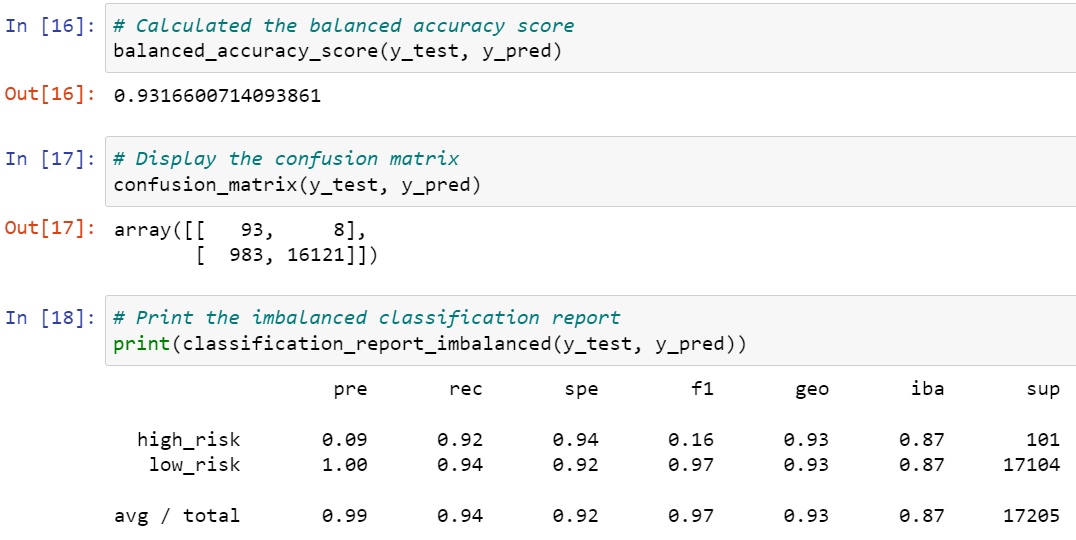 In [16]: # Calculated the balanced accuracy score
balanced_accuracy_score(y_test, y_pred)
Out[16]: 0.9316600714093861
In [17]: # Display the confusion matrix
confusion_matrix(y_test, y_pred)
Out[17]: array([[   93,     8],
       [  983, 16121]])
In [18]: # Print the imbalanced classification report
print(classification_report_imbalanced(y_test, y_pred))
pre rec spe f1 geo iba sup
high_risk 0.09 0.92 0.94 0.16 0.93 0.87 101
low_risk 1.00 0.94 0.92 0.97 0.93 0.87 17104
avg / total 0.99 0.94 0.92 0.97 0.93 0.87 17205